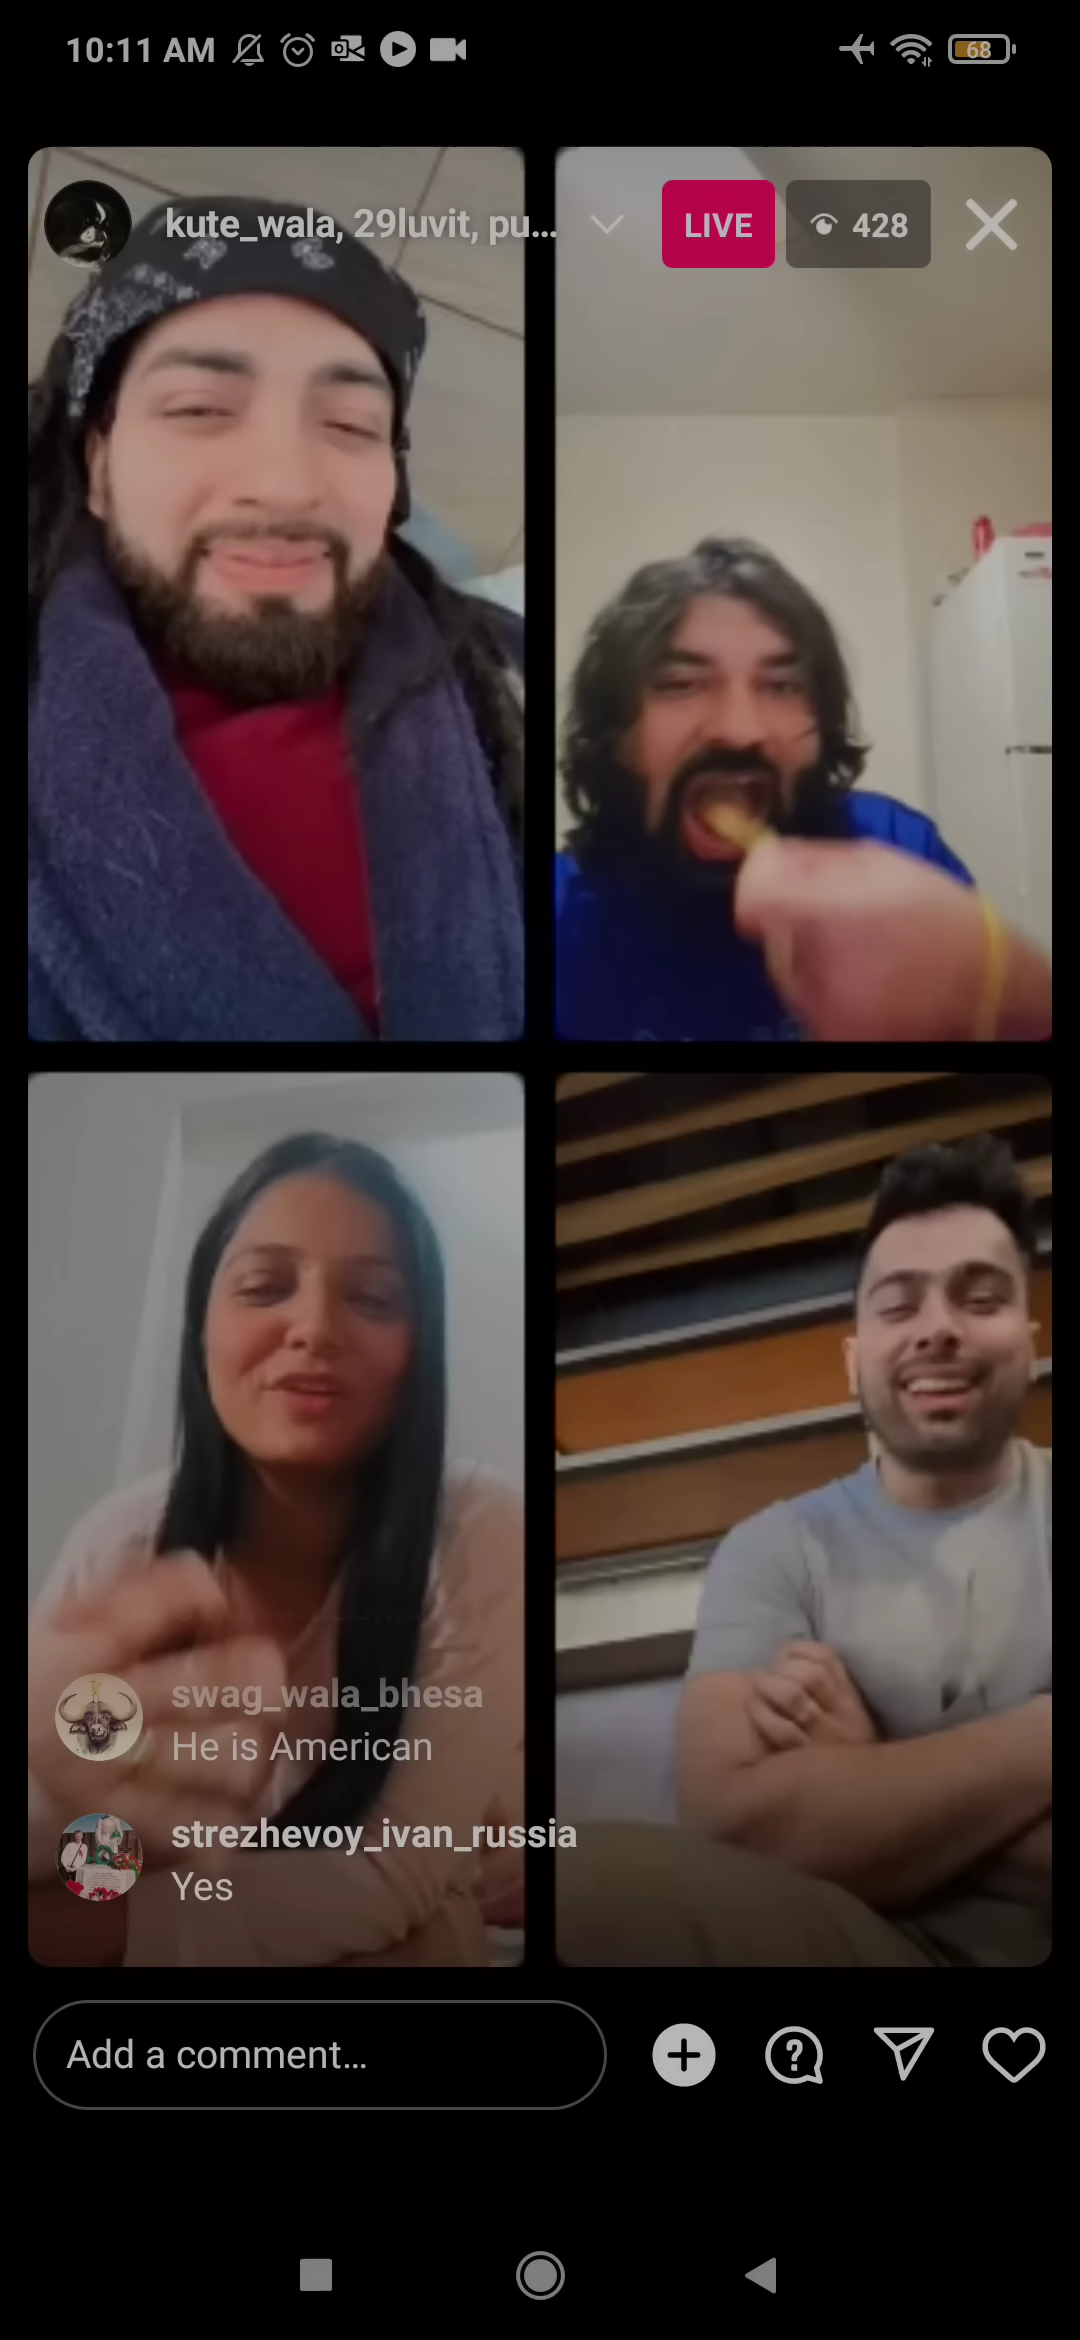 10:11 AM
68
kute_wala, 29luvit, pu...
LIVE
428
swag_wala_bhesa
He is American
strezhevoy_ivan_russia
Yes
Add a comment...